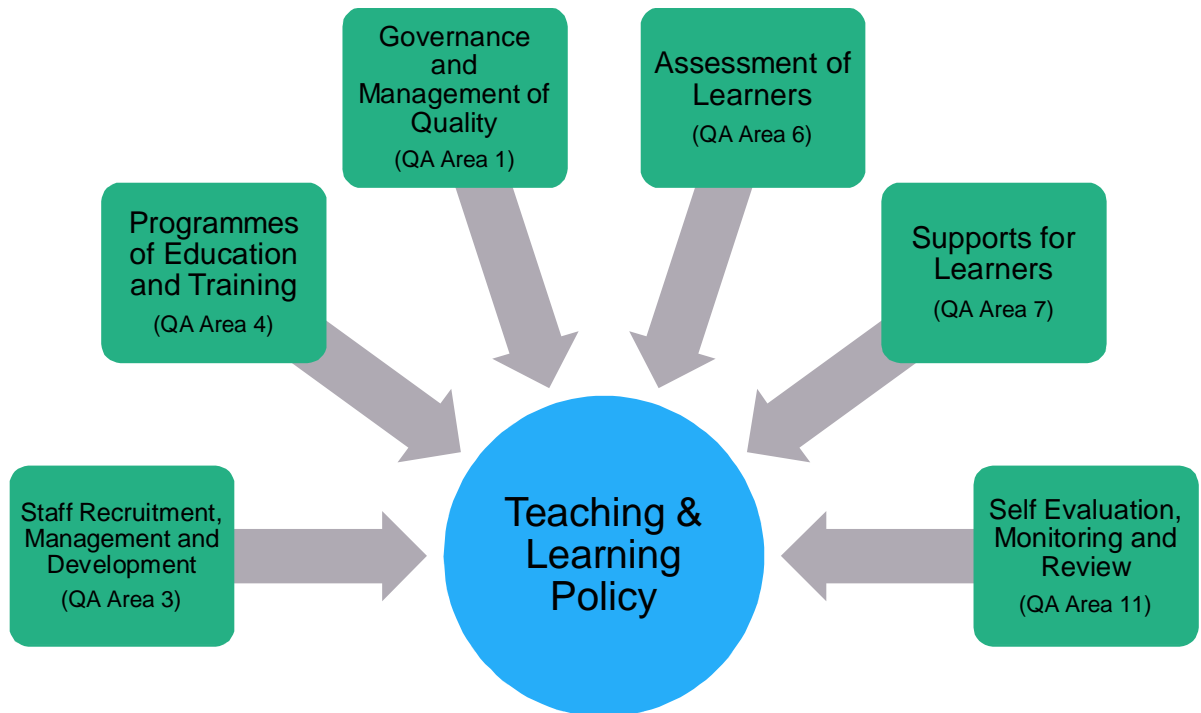 Governance
and
Management of
Quality
(QA Area 1)
Assessment of
Learners
(QA Area 6)
Programmes
of Education
and Training
(QA Area 4)
Supports for
Learners
(QA Area 7)
Staff Recruitment,
Management and
Development
(QA Area 3)
Teaching &
Learning
Policy
Self Evaluation,
Monitoring and
Review
(QA Area 11)